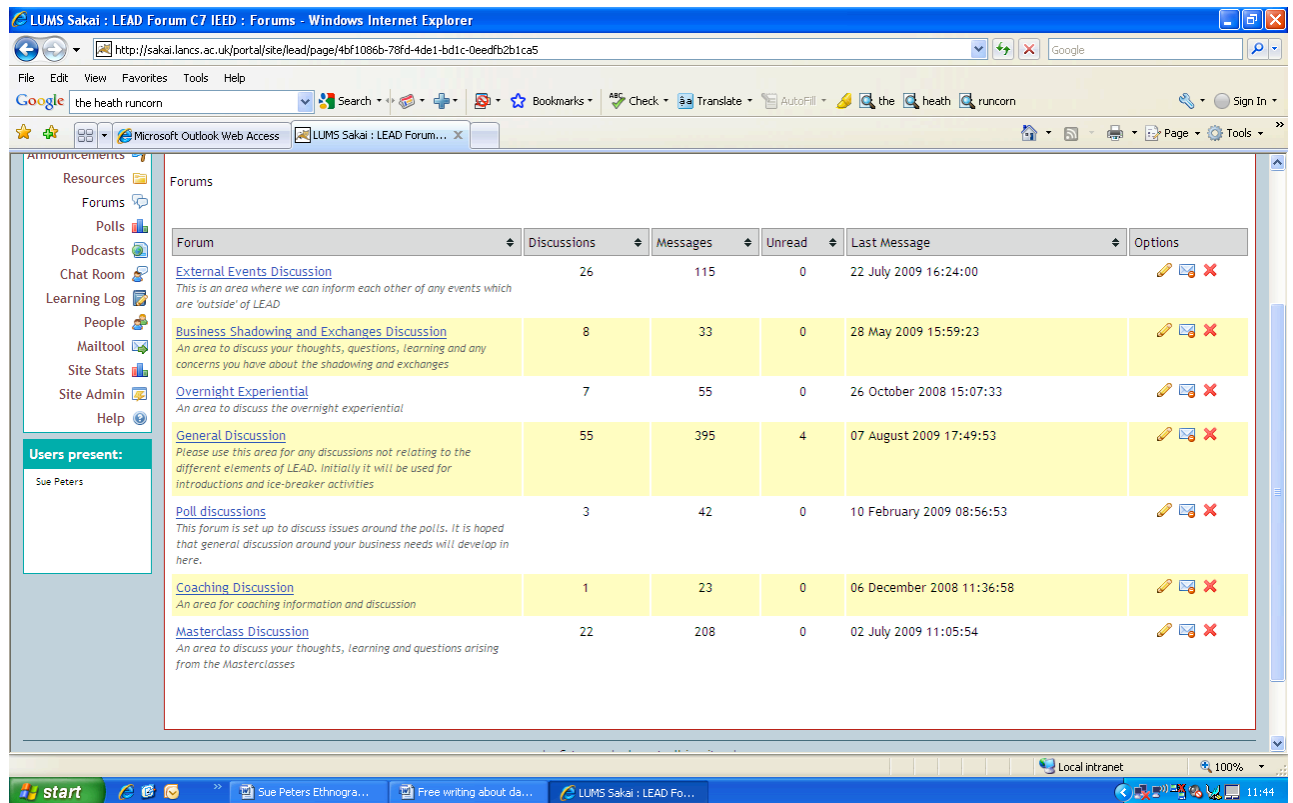 LUMS Sakai : LEAD Forum C7 IEED : Forums - Windows Internet Explorer
http://sakai.lancs.ac.uk/portal/site/lead/page/4bf1086b-78fd-4de1-bd1c-0eedfb2b1ca5 Google
File Edit View Favorites Tools Help
Google the heath runcorn Search Bookmarks Check Translate AutoFill the heath runcorn Sign In
Microsoft Outlook Web Access LUMS Sakai : LEAD Forum... Page Tools
Announcements
Resources
Forums
Polls
Podcasts
Chat Room
Learning Log
People
Mailtool
Site Stats
Site Admin
Help
Users present:
Sue Peters
Forums
Forum Discussions Messages Unread Last Message Options
External Events Discussion 26 115 0 22 July 2009 16:24:00
This is an area where we can inform each other of any events which
are 'outside' of LEAD
Business Shadowing and Exchanges Discussion 8 33 0 28 May 2009 15:59:23
An area to discuss your thoughts, questions, learning and any
concerns you have about the shadowing and exchanges
Overnight Experiential 7 55 0 26 October 2008 15:07:33
An area to discuss the overnight experiential
General Discussion 55 395 4 07 August 2009 17:49:53
Please use this area for any discussions not relating to the
different elements of LEAD. Initially it will be used for
introductions and ice-breaker activities
Poll discussions 3 42 0 10 February 2009 08:56:53
This forum is set up to discuss issues around the polls. It is hoped
that general discussion around your business needs will develop in
here.
Coaching Discussion 1 23 0 06 December 2008 11:36:58
An area for coaching information and discussion
Masterclass Discussion 22 208 0 02 July 2009 11:05:54
An area to discuss your thoughts, learning and questions arising
from the Masterclasses
Local intranet 100%
start Sue Peters Ethnogra... Free writing about da... LUMS Sakai : LEAD Fo... 11:44